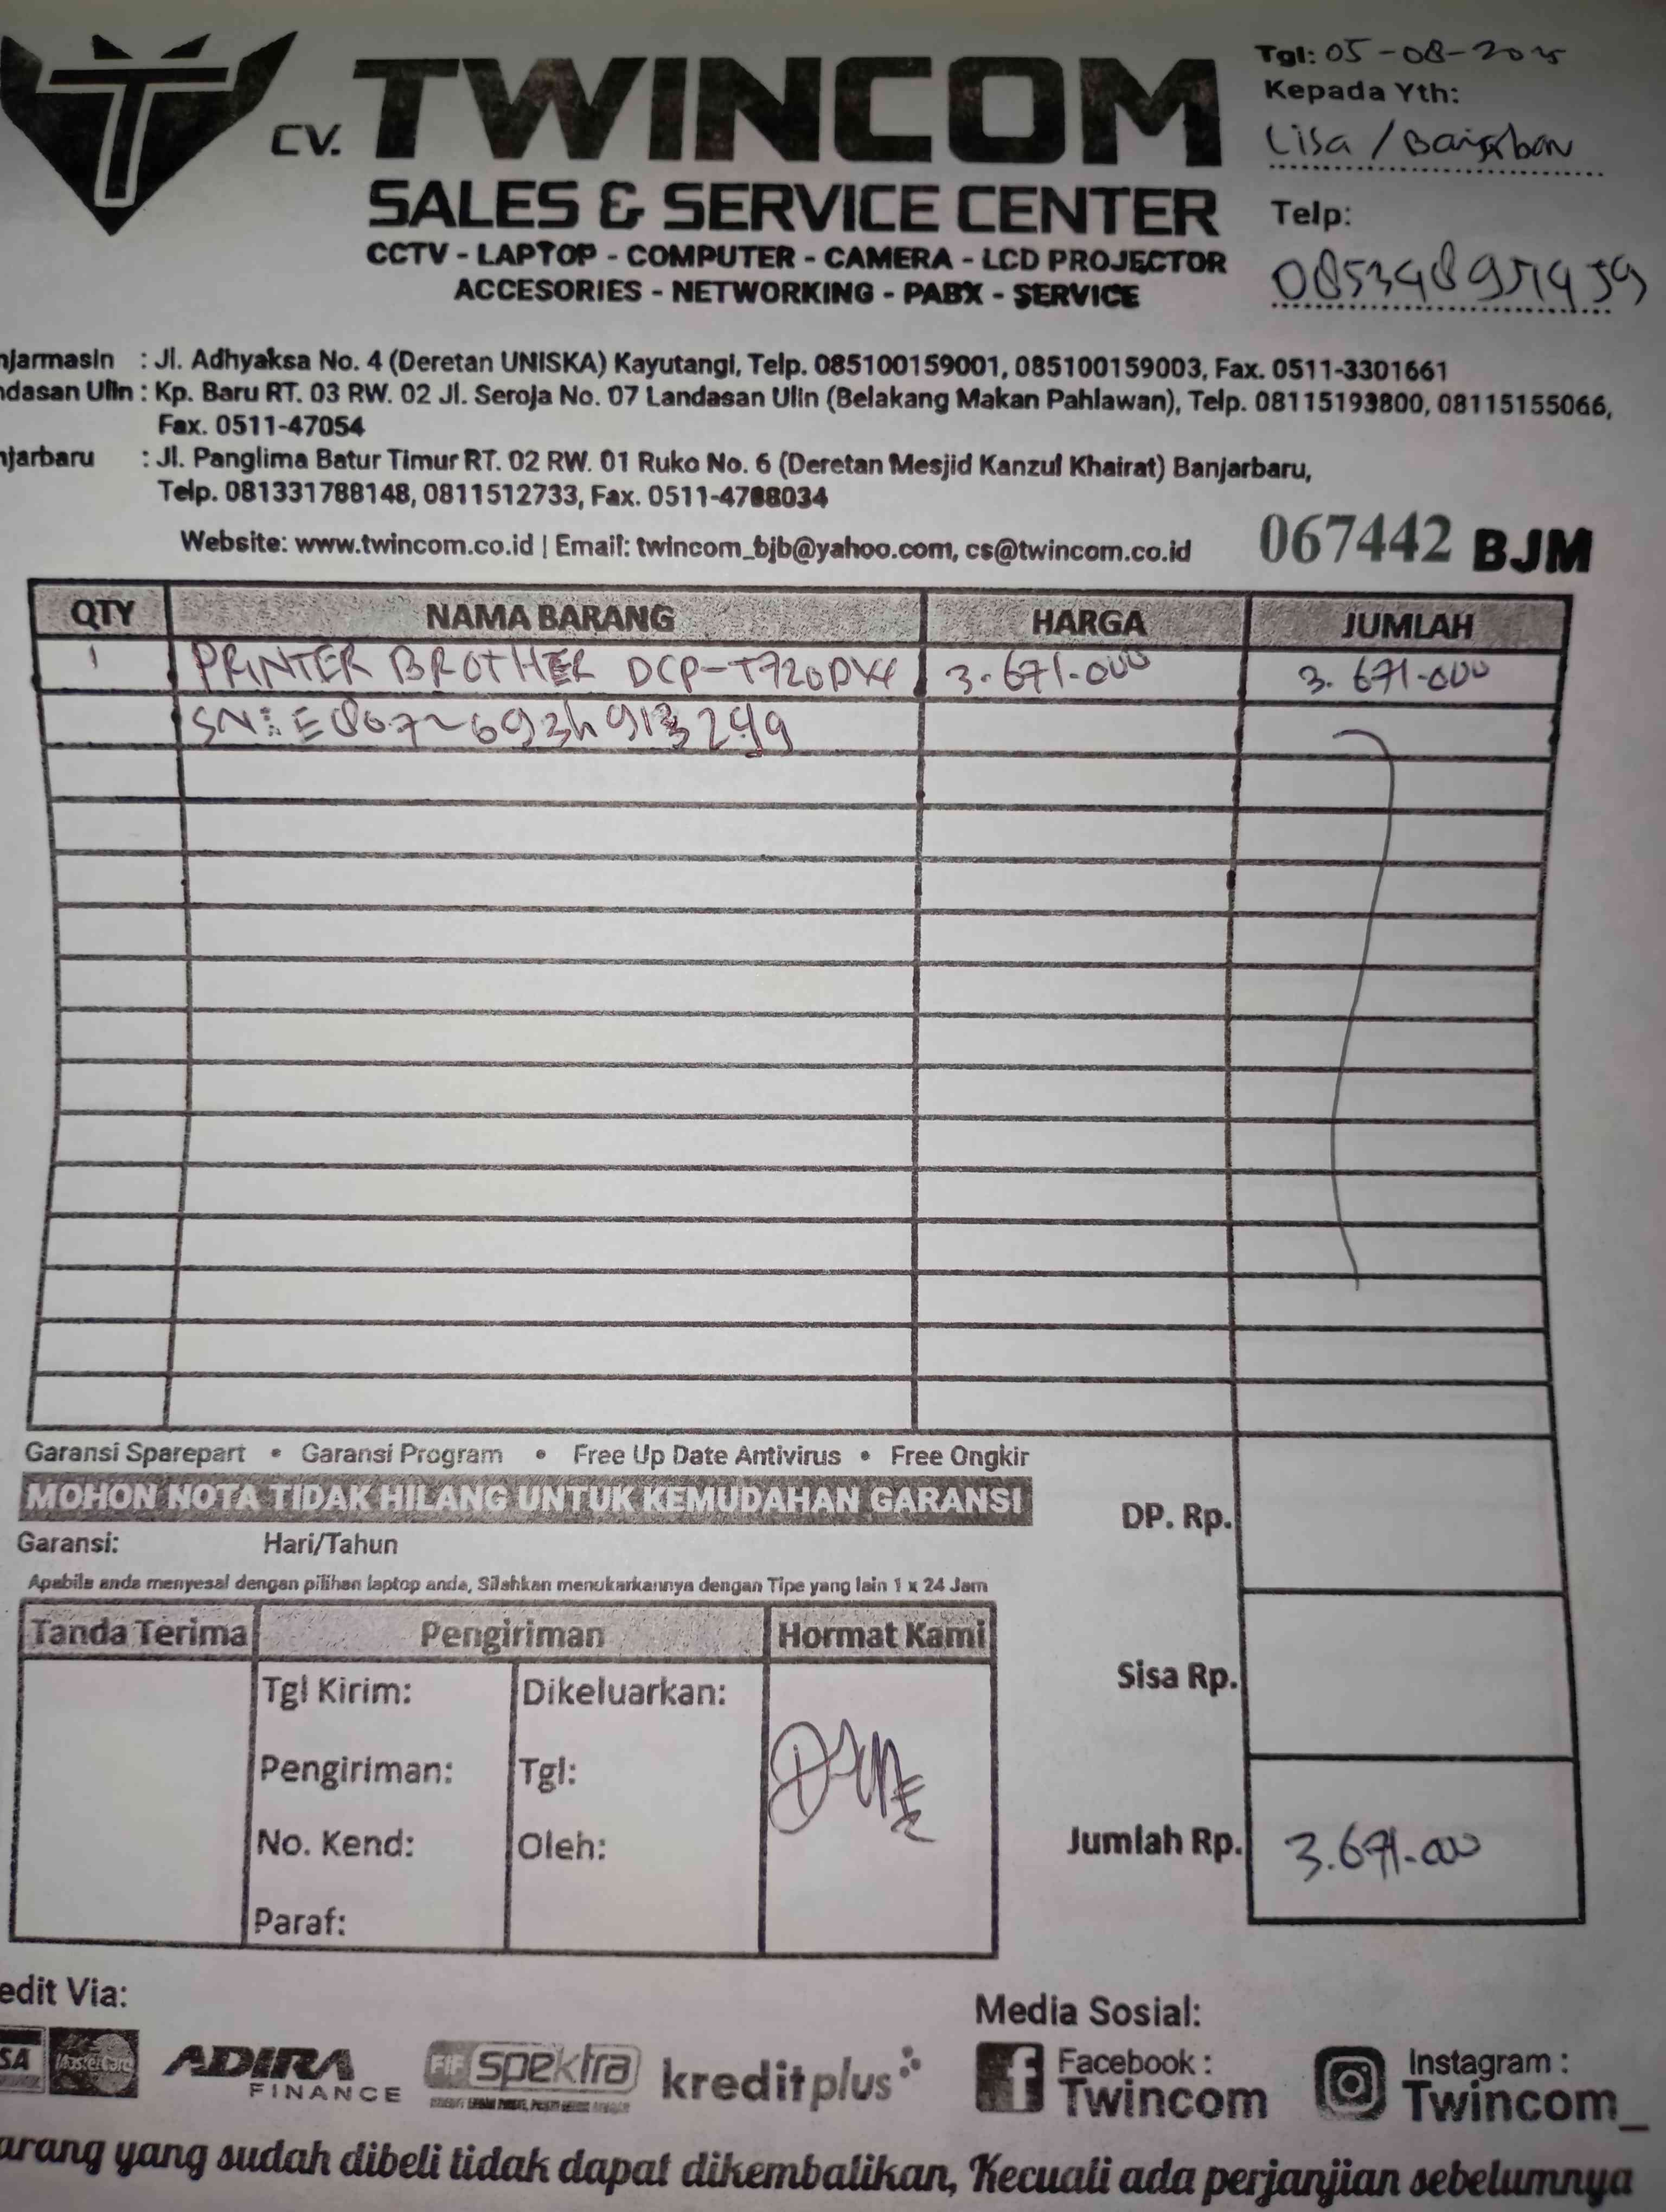 CV. TWINCOM
SALES & SERVICE CENTER
CCTV - LAPTOP - COMPUTER - CAMERA - LCD PROJECTOR
ACCESORIES - NETWORKING - PABX - SERVICE
Tgl: 05-08-2025
Kepada Yth:
Lisa /
Telp:
njarmasin : Jl. Adhyaksa No. 4 (Deretan UNISKA) Kayutangi, Telp. 085100159001, 085100159003, Fax. 0511-3301661
ndasan Ulin : Kp. Baru RT. 03 RW. 02 Jl. Seroja No. 07 Landasan Ulin (Belakang Makan Pahlawan), Telp. 08115193800, 08115155066,
Fax. 0511-47054
njarbaru : Jl. Panglima Batur Timur RT. 02 RW. 01 Ruko No. 6 (Deretan Mesjid Kanzul Khairat) Banjarbaru,
Telp. 081331788148, 0811512733, Fax. 0511-4788034
Website: www.twincom.co.id | Email: twincom_bjb@yahoo.com, cs@twincom.co.id
067442 BJM
QTY NAMA BARANG HARGA JUMLAH
1 PRINTER BROTHER 3.671.000 3.671.000
SN:
Garansi Sparepart • Garansi Program • Free Up Date Antivirus • Free Ongkir
MOHON NOTA TIDAK HILANG UNTUK KEMUDAHAN GARANSI
Garansi: Hari/Tahun
Apabila anda menyesal dengan pilihan laptop anda, Silahkan menukarkannya dengan Tipe yang lain 1 x 24 Jam
DP. Rp.
Sisa Rp.
Jumlah Rp. 3.671.000
Tanda Terima Pengiriman Hormat Kami
Tgl Kirim: Dikeluarkan:
Pengiriman: Tgl:
No. Kend: Oleh:
Paraf:
edit Via:
SA MasterCard ADIRA FINANCE FIF spektra kreditplus
Media Sosial:
Facebook :
Twincom
Instagram :
Twincom_
arang yang sudah dibeli tidak dapat dikembalikan, Kecuali ada perjanjian sebelumnya